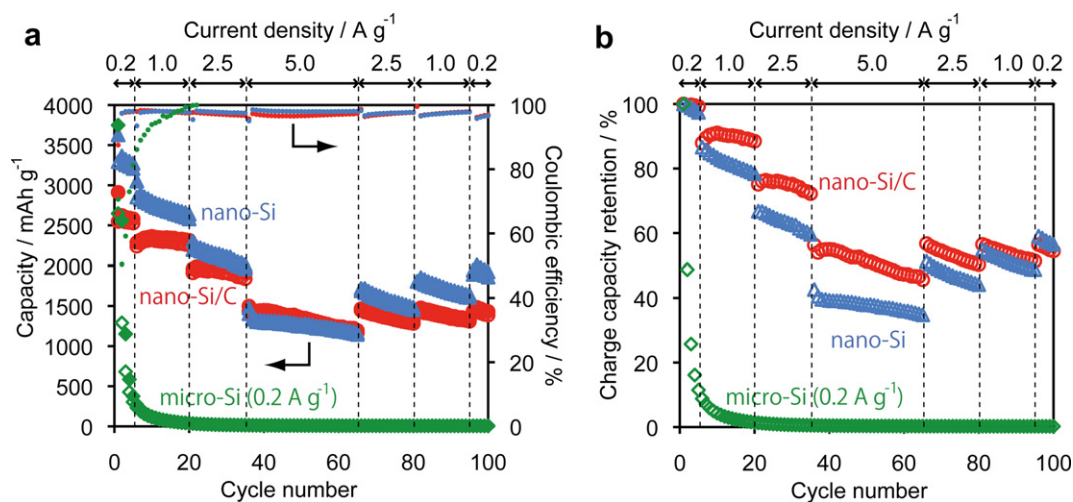 a
Current density / A g⁻¹
0.2 1.0 2.5 5.0 2.5 1.0 0.2
4000
3500
3000
2500
2000
1500
1000
500
0
Capacity / mAh g⁻¹
100
80
60
40
20
0
Coulombic efficiency / %
nano-Si
nano-Si/C
micro-Si (0.2 A g⁻¹)
0 20 40 60 80 100
Cycle number
b
Current density / A g⁻¹
0.2 1.0 2.5 5.0 2.5 1.0 0.2
100
80
60
40
20
0
Charge capacity retention / %
nano-Si/C
nano-Si
micro-Si (0.2 A g⁻¹)
0 20 40 60 80 100
Cycle number